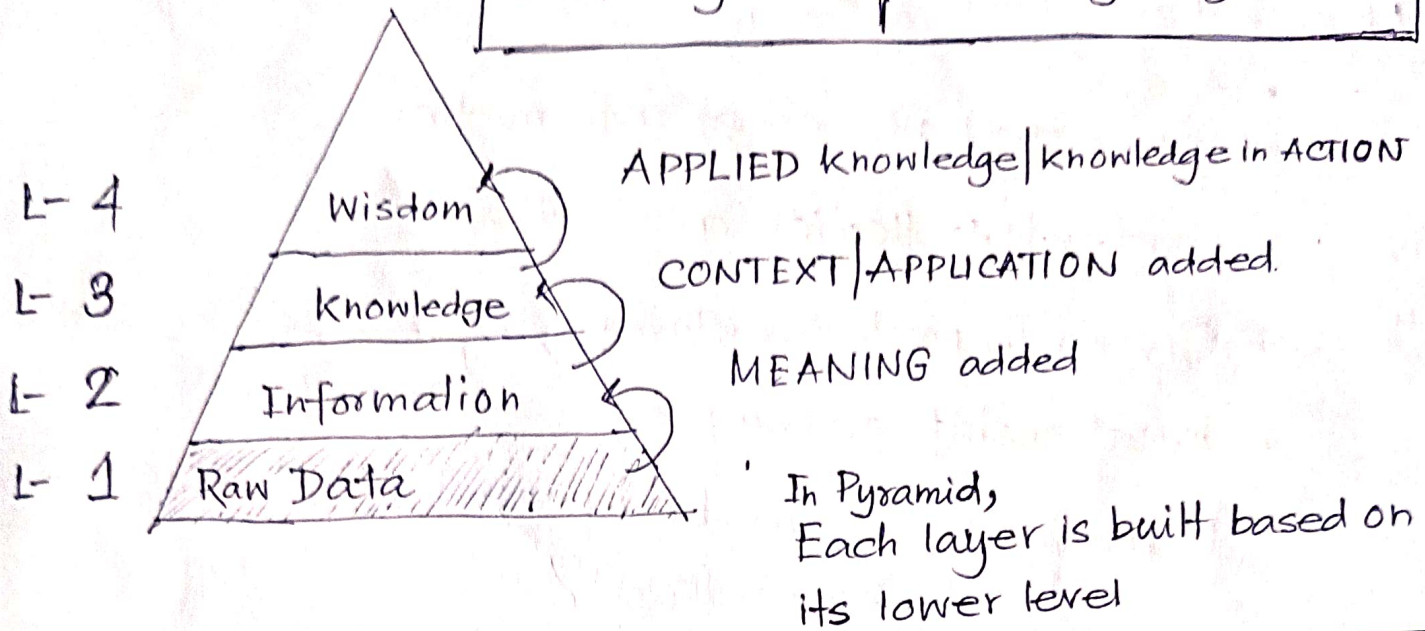 L- 4 Wisdom APPLIED knowledge|knowledge in ACTION
L- 3 Knowledge CONTEXT|APPLICATION added.
L- 2 Information MEANING added
L- 1 Raw Data
In Pyramid,
Each layer is built based on
its lower level